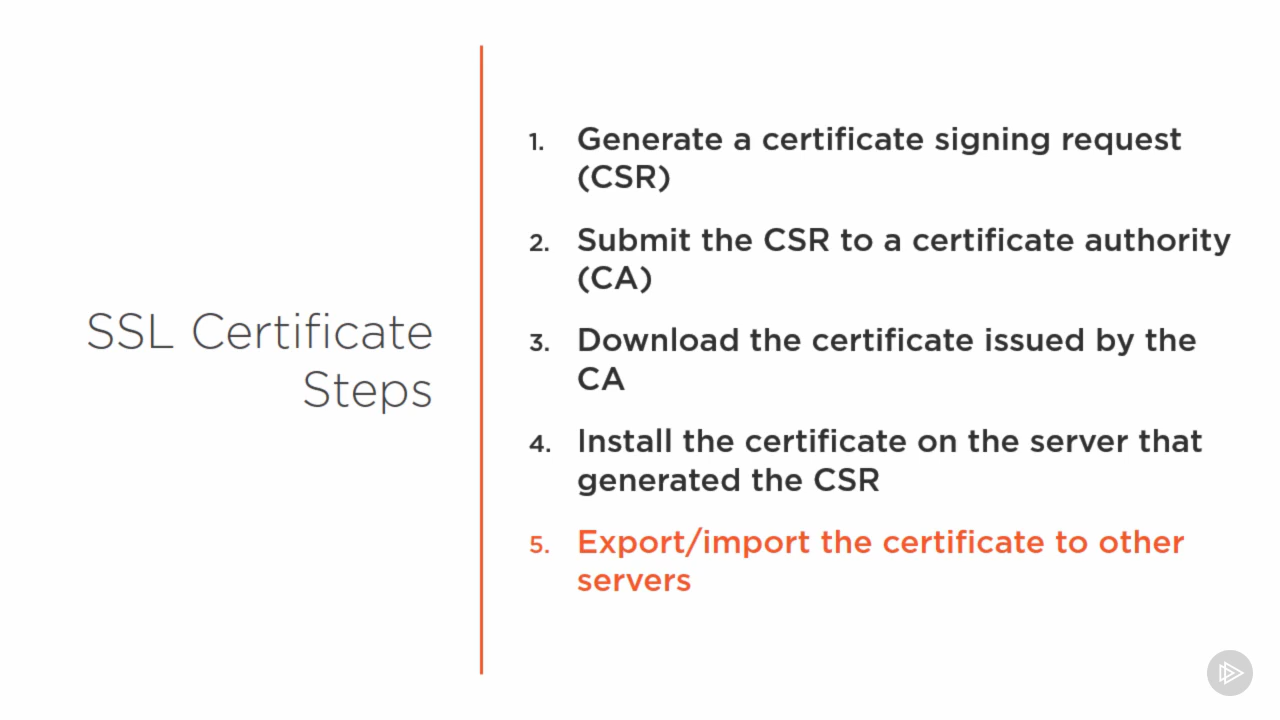 SSL Certificate
Steps
1. Generate a certificate signing request
(CSR)
2. Submit the CSR to a certificate authority
(CA)
3. Download the certificate issued by the
CA
4. Install the certificate on the server that
generated the CSR
5. Export/import the certificate to other
servers